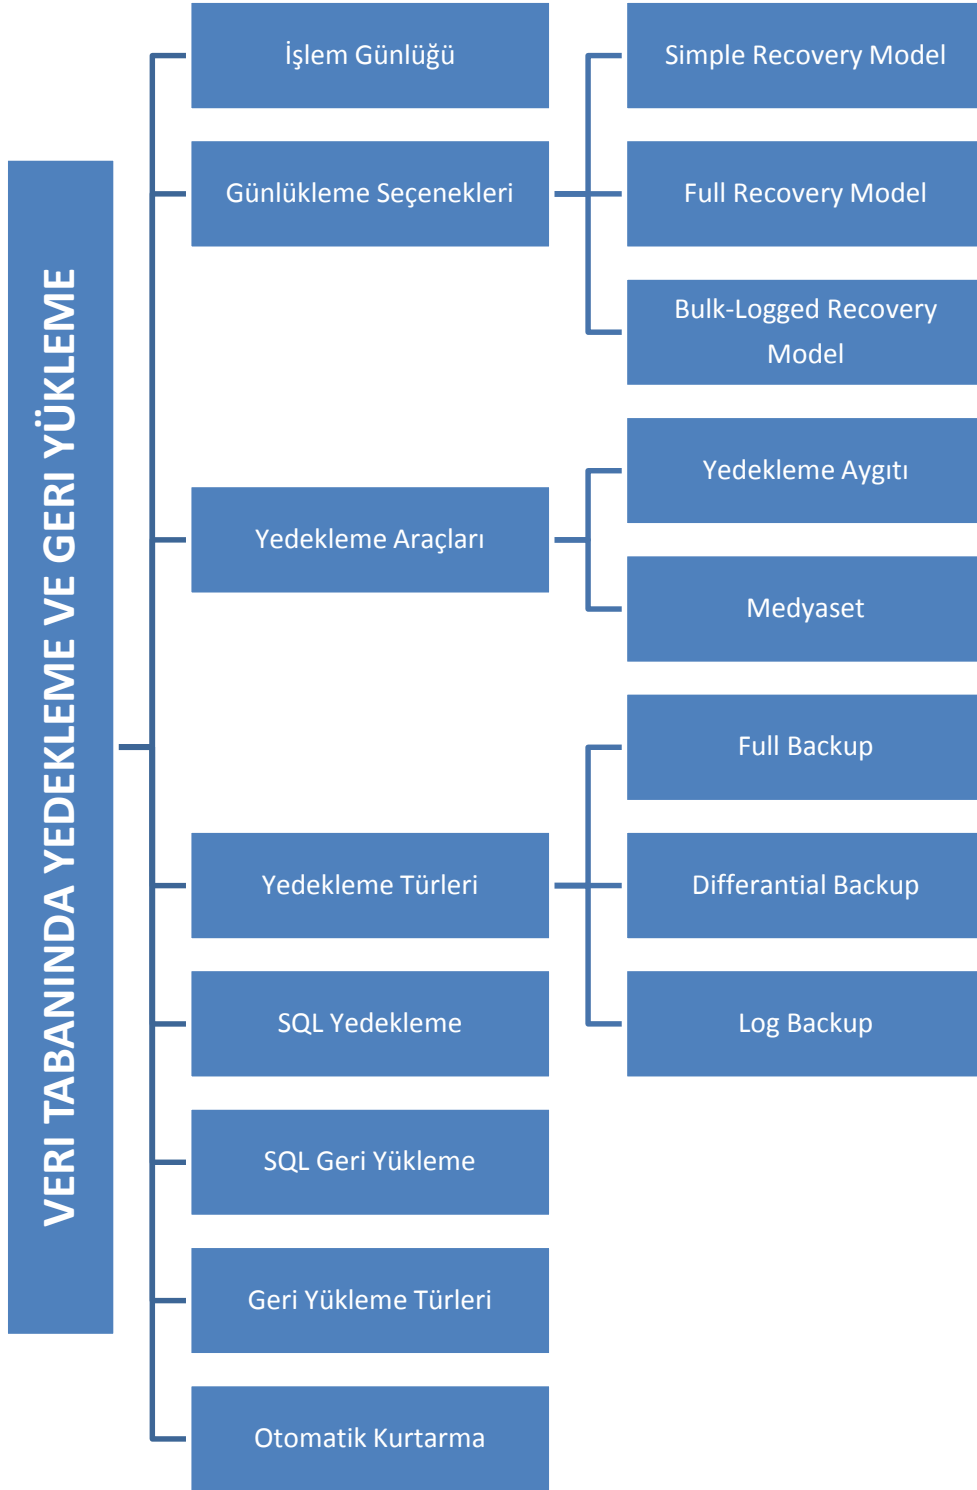 VERI TABANINDA YEDEKLEME VE GERI YÜKLEME
İşlem Günlüğü
Günlükleme Seçenekleri
Simple Recovery Model
Full Recovery Model
Bulk-Logged Recovery
Model
Yedekleme Araçları
Yedekleme Aygıtı
Medyaset
Yedekleme Türleri
Full Backup
Differantial Backup
Log Backup
SQL Yedekleme
SQL Geri Yükleme
Geri Yükleme Türleri
Otomatik Kurtarma